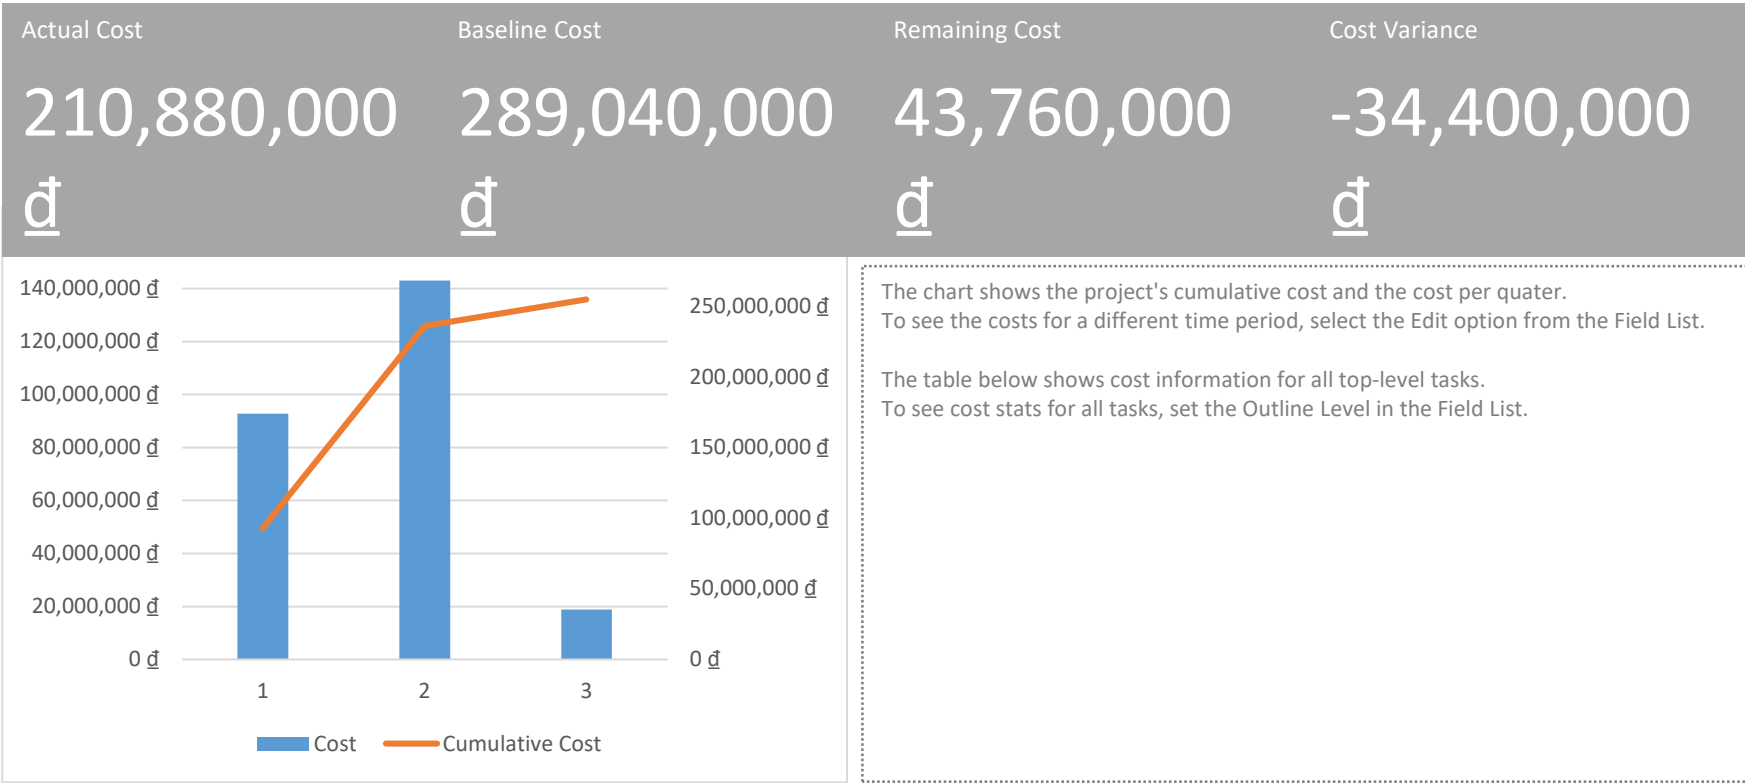 Actual Cost
Baseline Cost
Remaining Cost
Cost Variance
210,880,000
₫
289,040,000
₫
43,760,000
₫
-34,400,000
₫
140,000,000 ₫
120,000,000 ₫
100,000,000 ₫
80,000,000 ₫
60,000,000 ₫
40,000,000 ₫
20,000,000 ₫
0 ₫
250,000,000 ₫
200,000,000 ₫
150,000,000 ₫
100,000,000 ₫
50,000,000 ₫
0 ₫
1
2
3
Cost
Cumulative Cost
The chart shows the project's cumulative cost and the cost per quater.
To see the costs for a different time period, select the Edit option from the Field List.
The table below shows cost information for all top-level tasks.
To see cost stats for all tasks, set the Outline Level in the Field List.